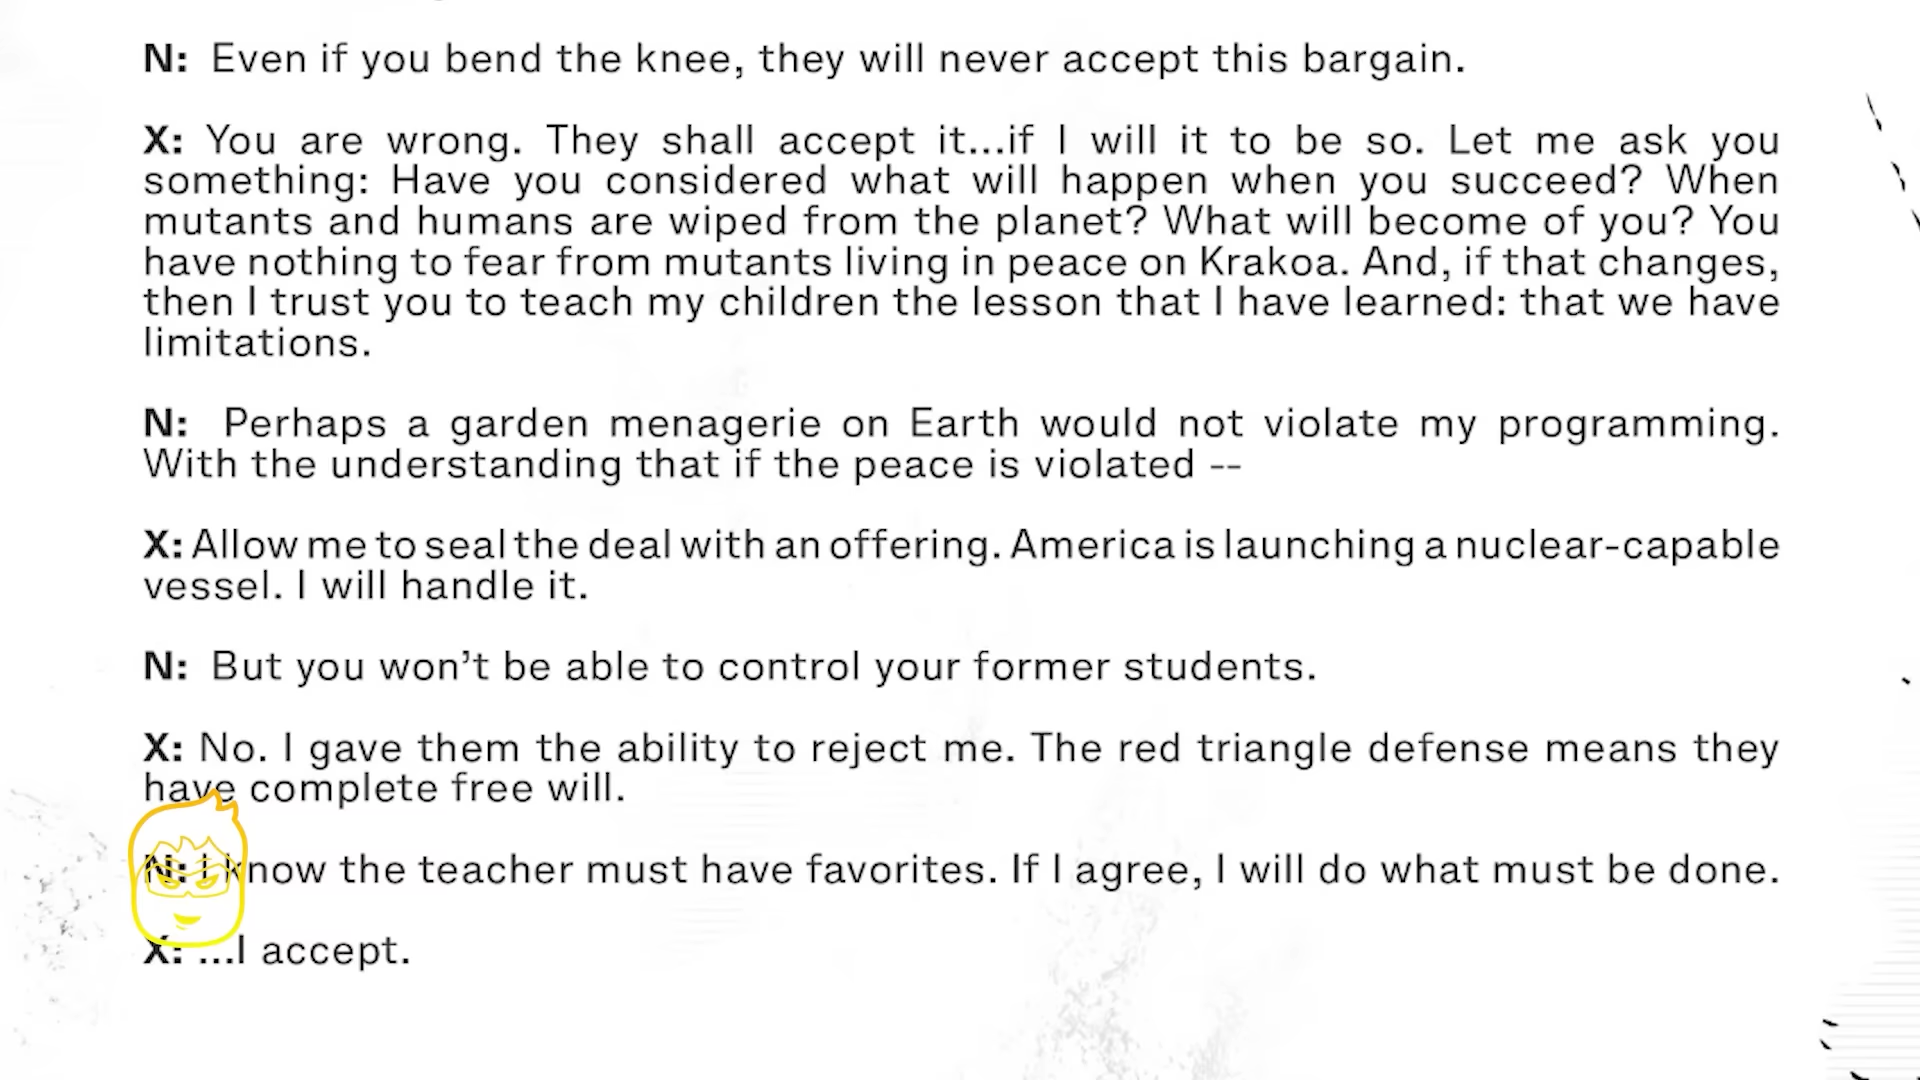 N: Even if you bend the knee, they will never accept this bargain.
X: You are wrong. They shall accept it...if I will it to be so. Let me ask you
something: Have you considered what will happen when you succeed? When
mutants and humans are wiped from the planet? What will become of you? You
have nothing to fear from mutants living in peace on Krakoa. And, if that changes,
then I trust you to teach my children the lesson that I have learned: that we have
limitations.
N: Perhaps a garden menagerie on Earth would not violate my programming.
With the understanding that if the peace is violated --
X: Allow me to seal the deal with an offering. America is launching a nuclear-capable
vessel. I will handle it.
N: But you won't be able to control your former students.
X: No. I gave them the ability to reject me. The red triangle defense means they
have complete free will.
N: I know the teacher must have favorites. If I agree, I will do what must be done.
X: ...I accept.